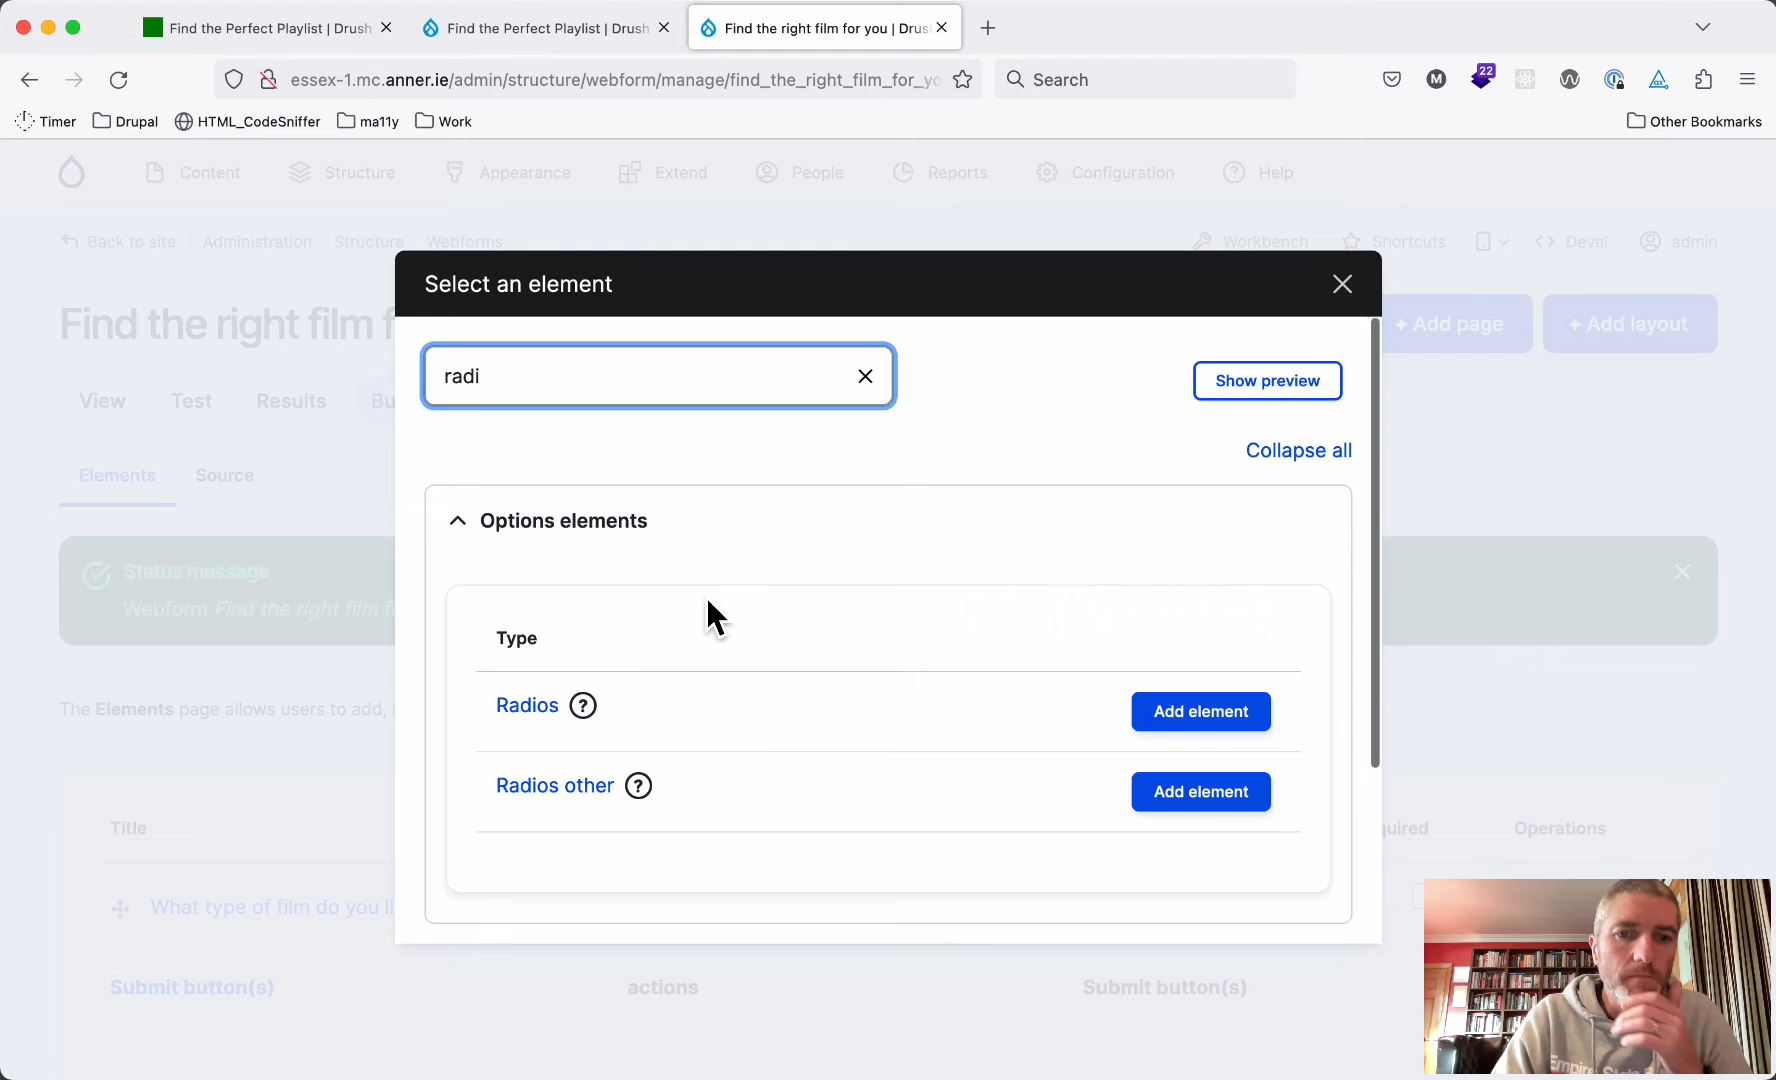 Find the Perfect Playlist | Drush
Find the Perfect Playlist | Drush
Find the right film for you | Drus
essex-1.mc.anner.ie/admin/structure/webform/manage/find_the_right_film_for_yo
Search
M
22
Timer
Drupal
HTML_CodeSniffer
ma11y
Work
Other Bookmarks
Content
Structure
Appearance
Extend
People
Reports
Configuration
Help
Back to site
Administration
Structure
Webforms
Workbench
Shortcuts
Devel
admin
Find the right film f
+ Add page
+ Add layout
View
Test
Results
Bu
Elements
Source
Status message
Webform Find the right film f
The Elements page allows users to add,
Title
quired
Operations
What type of film do you li
Submit button(s)
actions
Submit button(s)
Select an element
radi
Show preview
Collapse all
Options elements
Type
Radios ?
Add element
Radios other ?
Add element